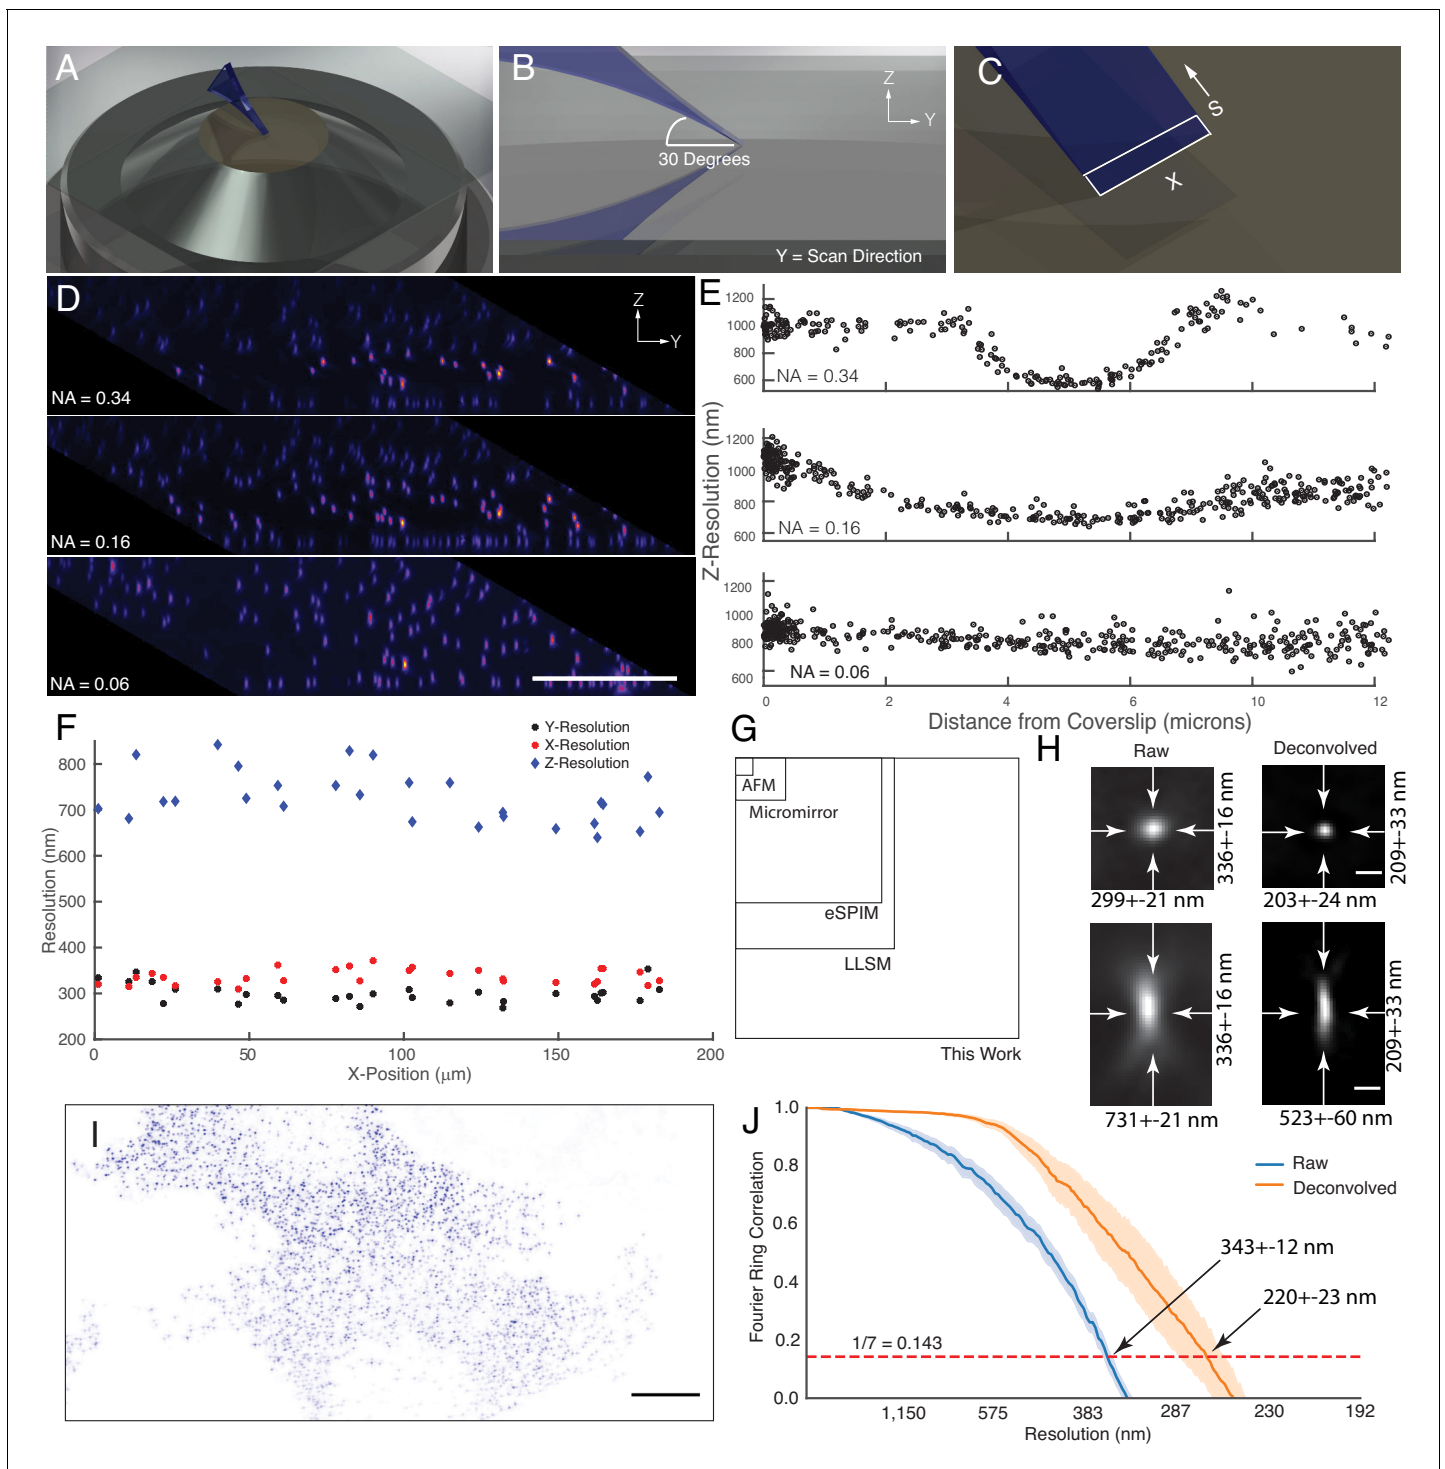 A
B
Z
Y
30 Degrees
Y = Scan Direction
C
S
X
D
Z
Y
NA = 0.34
NA = 0.16
NA = 0.06
E
Z-Resolution (nm)
1200
1000
800
600
NA = 0.34
1200
1000
800
600
NA = 0.16
1200
1000
800
600
NA = 0.06
0 2 4 6 8 10 12
Distance from Coverslip (microns)
F
Y-Resolution
X-Resolution
Z-Resolution
Resolution (nm)
800
700
600
500
400
300
200
0 50 100 150 200
X-Position (μm)
G
AFM
Micromirror
eSPIM
LLSM
This Work
H
Raw
Deconvolved
336+-16 nm
299+-21 nm
209+-33 nm
203+-24 nm
336+-16 nm
731+-21 nm
209+-33 nm
523+-60 nm
I
J
Fourier Ring Correlation
1.0
0.8
0.6
0.4
0.2
0.0
Raw
Deconvolved
343+-12 nm
220+-23 nm
1/7 = 0.143
1,150 575 383 287 230 192
Resolution (nm)